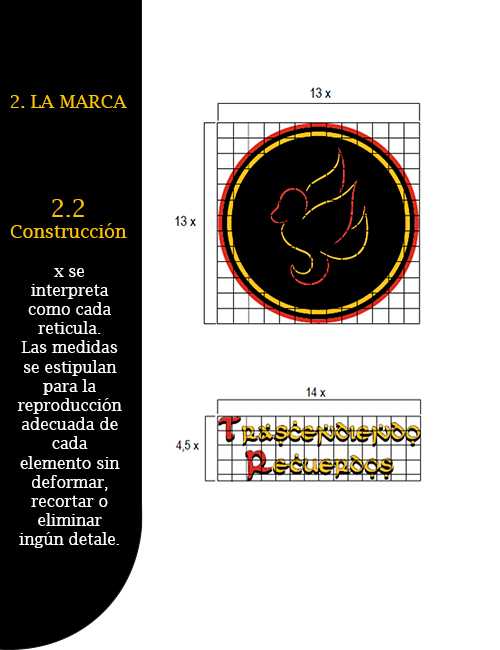 2. LA MARCA
2.2
Construcción
x se
interpreta
como cada
reticula.
Las medidas
se estipulan
para la
reproducción
adecuada de
cada
elemento sin
deformar,
recortar o
eliminar
ingún detale.
13 x
13 x
14 x
4,5 x
Trascendiendo
Recuerdos